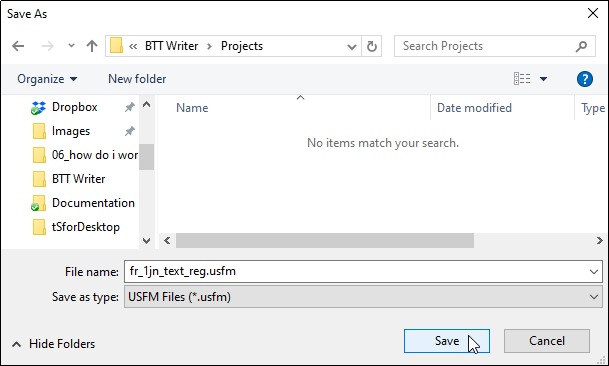 Save As
« BTT Writer › Projects
Search Projects
Organize
New folder
?
Name
Date modified
Type
Dropbox
Images
06_how do i wor
BTT Writer
Documentation
tSforDesktop
No items match your search.
File name: fr_1jn_text_reg.usfm
Save as type: USFM Files (*.usfm)
Hide Folders
Save
Cancel